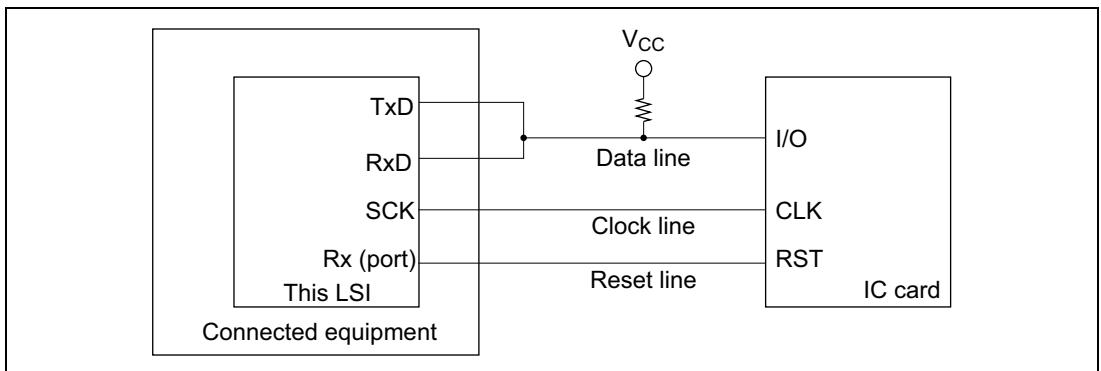 VCC
TxD
RxD
Data line
I/O
SCK
Clock line
CLK
Rx (port)
Reset line
RST
This LSI
IC card
Connected equipment